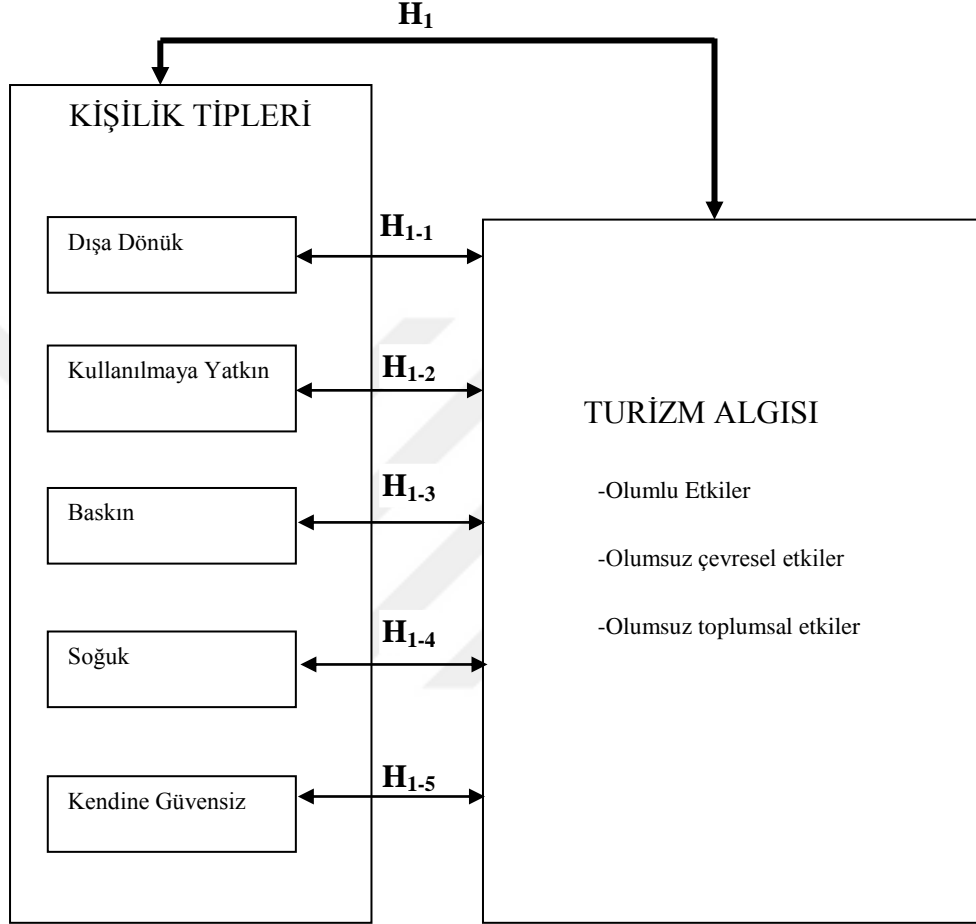 H1
KİŞİLİK TİPLERİ
Dışa Dönük
H1-1
Kullanılmaya Yatkın
H1-2
Baskın
H1-3
Soğuk
H1-4
Kendine Güvensiz
H1-5
TURİZM ALGISI
-Olumlu Etkiler
-Olumsuz çevresel etkiler
-Olumsuz toplumsal etkiler